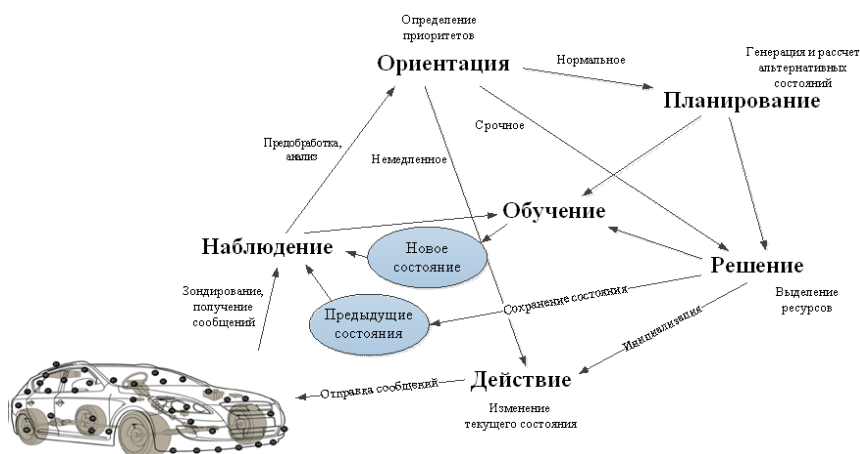 Определение
приоритетов
Ориентация
Нормальное
Генерация и рассчет
альтернативных
состояний
Планирование
Предобработка,
анализ
Немедленное
Срочное
Обучение
Наблюдение
Новое
состояние
Решение
Выделение
ресурсов
Зондирование,
получение
сообщений
Предыдущие
состояния
Сохранение состояния
Инициализация
Отправка сообщений
Действие
Изменение
текущего состояния